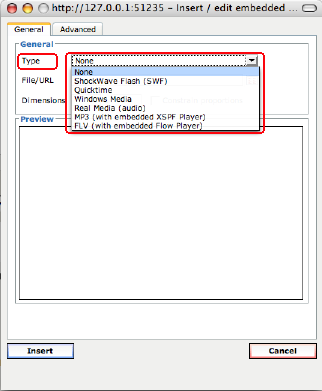 http://127.0.0.1:51235 – Insert / edit embedded ...
General
Advanced
General
Type
None
None
ShockWave Flash (SWF)
File/URL
Quicktime
Windows Media
Dimensions
Real Media (audio)
MP3 (with embedded XSPF Player)
FLV (with embedded Flow Player)
Preview
Insert
Cancel